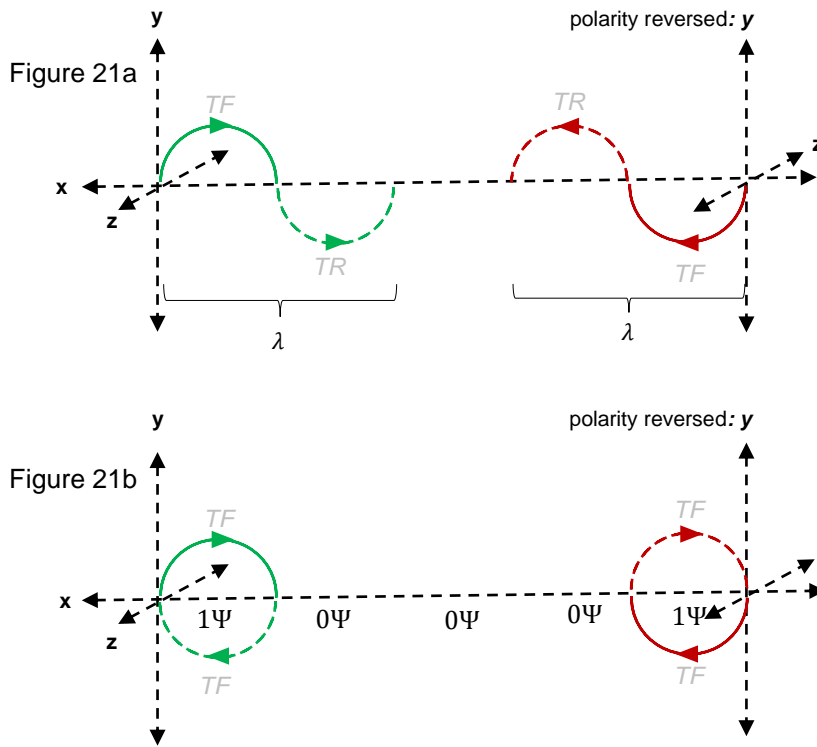 y
polarity reversed: y
Figure 21a
TF
TR
z
x
z
TR
TF
λ
λ
y
polarity reversed: y
Figure 21b
TF
TF
x
1Ψ
0Ψ
0Ψ
0Ψ
1Ψ
z
TF
TF